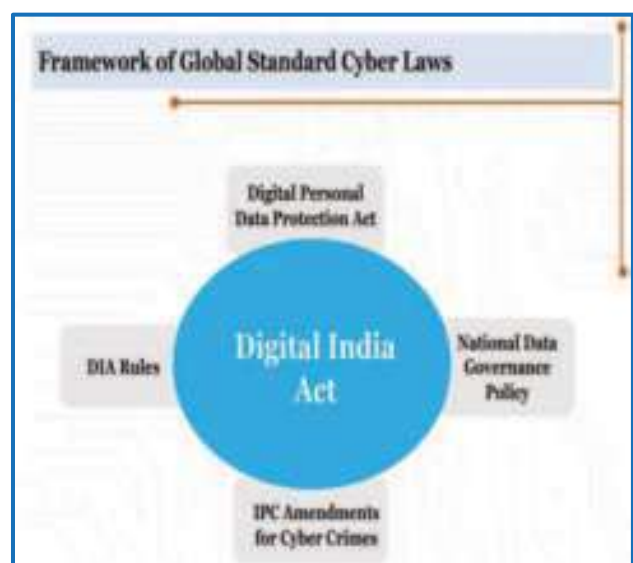 Framework of Global Standard Cyber Laws
Digital Personal
Data Protection Act
DIA Rules
Digital India
Act
National Data
Governance
Policy
IPC Amendments
for Cyber Crimes